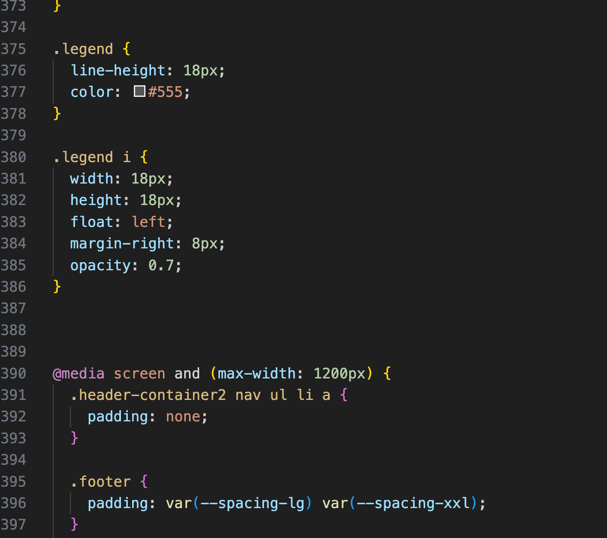 373 }
374
375 .legend {
376 line-height: 18px;
377 color: #555;
378 }
379
380 .legend i {
381 width: 18px;
382 height: 18px;
383 float: left;
384 margin-right: 8px;
385 opacity: 0.7;
386 }
387
388
389
390 @media screen and (max-width: 1200px) {
391 .header-container2 nav ul li a {
392 padding: none;
393 }
394
395 .footer {
396 padding: var(--spacing-lg) var(--spacing-xxl);
397 }